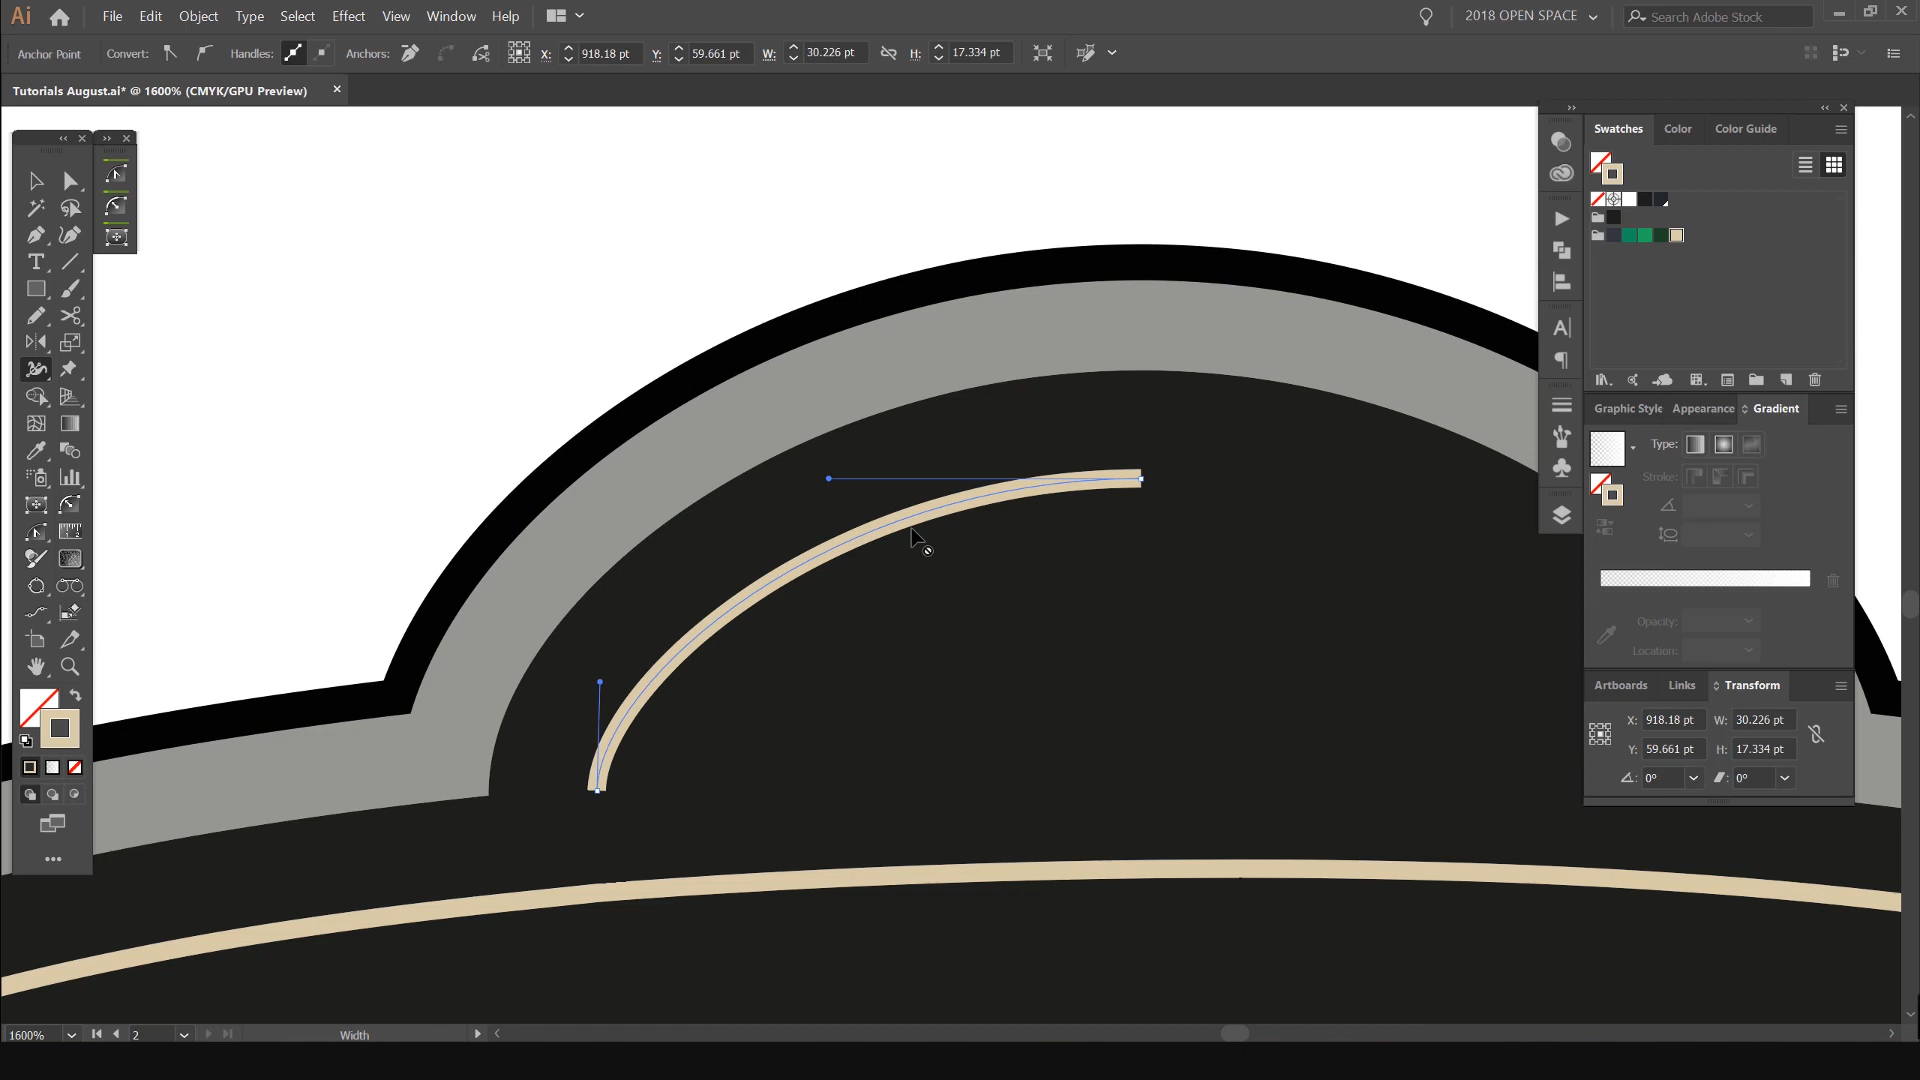 Ai File Edit Object Type Select Effect View Window Help 2018 OPEN SPACE Search Adobe Stock
Anchor Point Convert: Handles: Anchors: X: 918.18 pt Y: 59.661 pt W: 30.226 pt H: 17.334 pt
Tutorials August.ai* @ 1600% (CMYK/GPU Preview)
Swatches Color Color Guide
Graphic Style Appearance Gradient
Type:
Stroke:
Opacity:
Location:
Artboards Links Transform
X: 918.18 pt W: 30.226 pt
Y: 59.661 pt H: 17.334 pt
0° 0°
1600% 2 Width